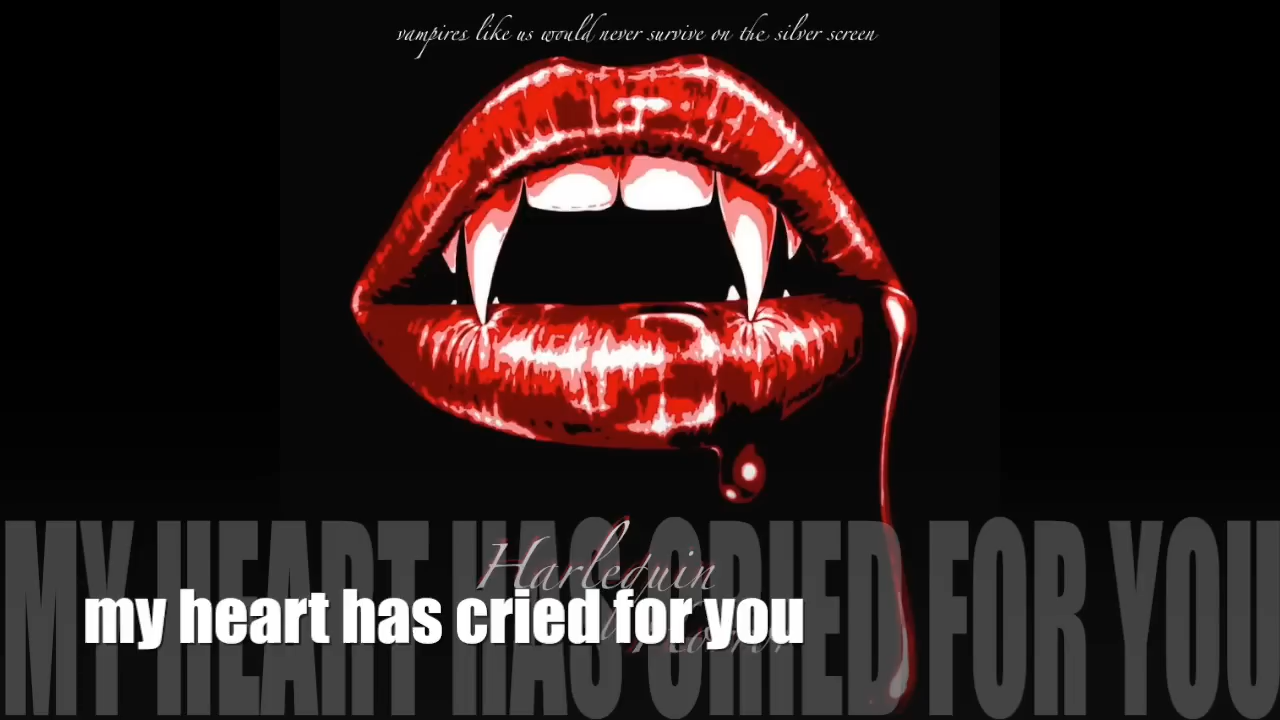 vampires like us would never survive on the silver screen
MY HEART HAS CRIED FOR YOU
Harlequin
my heart has cried for you
Horror